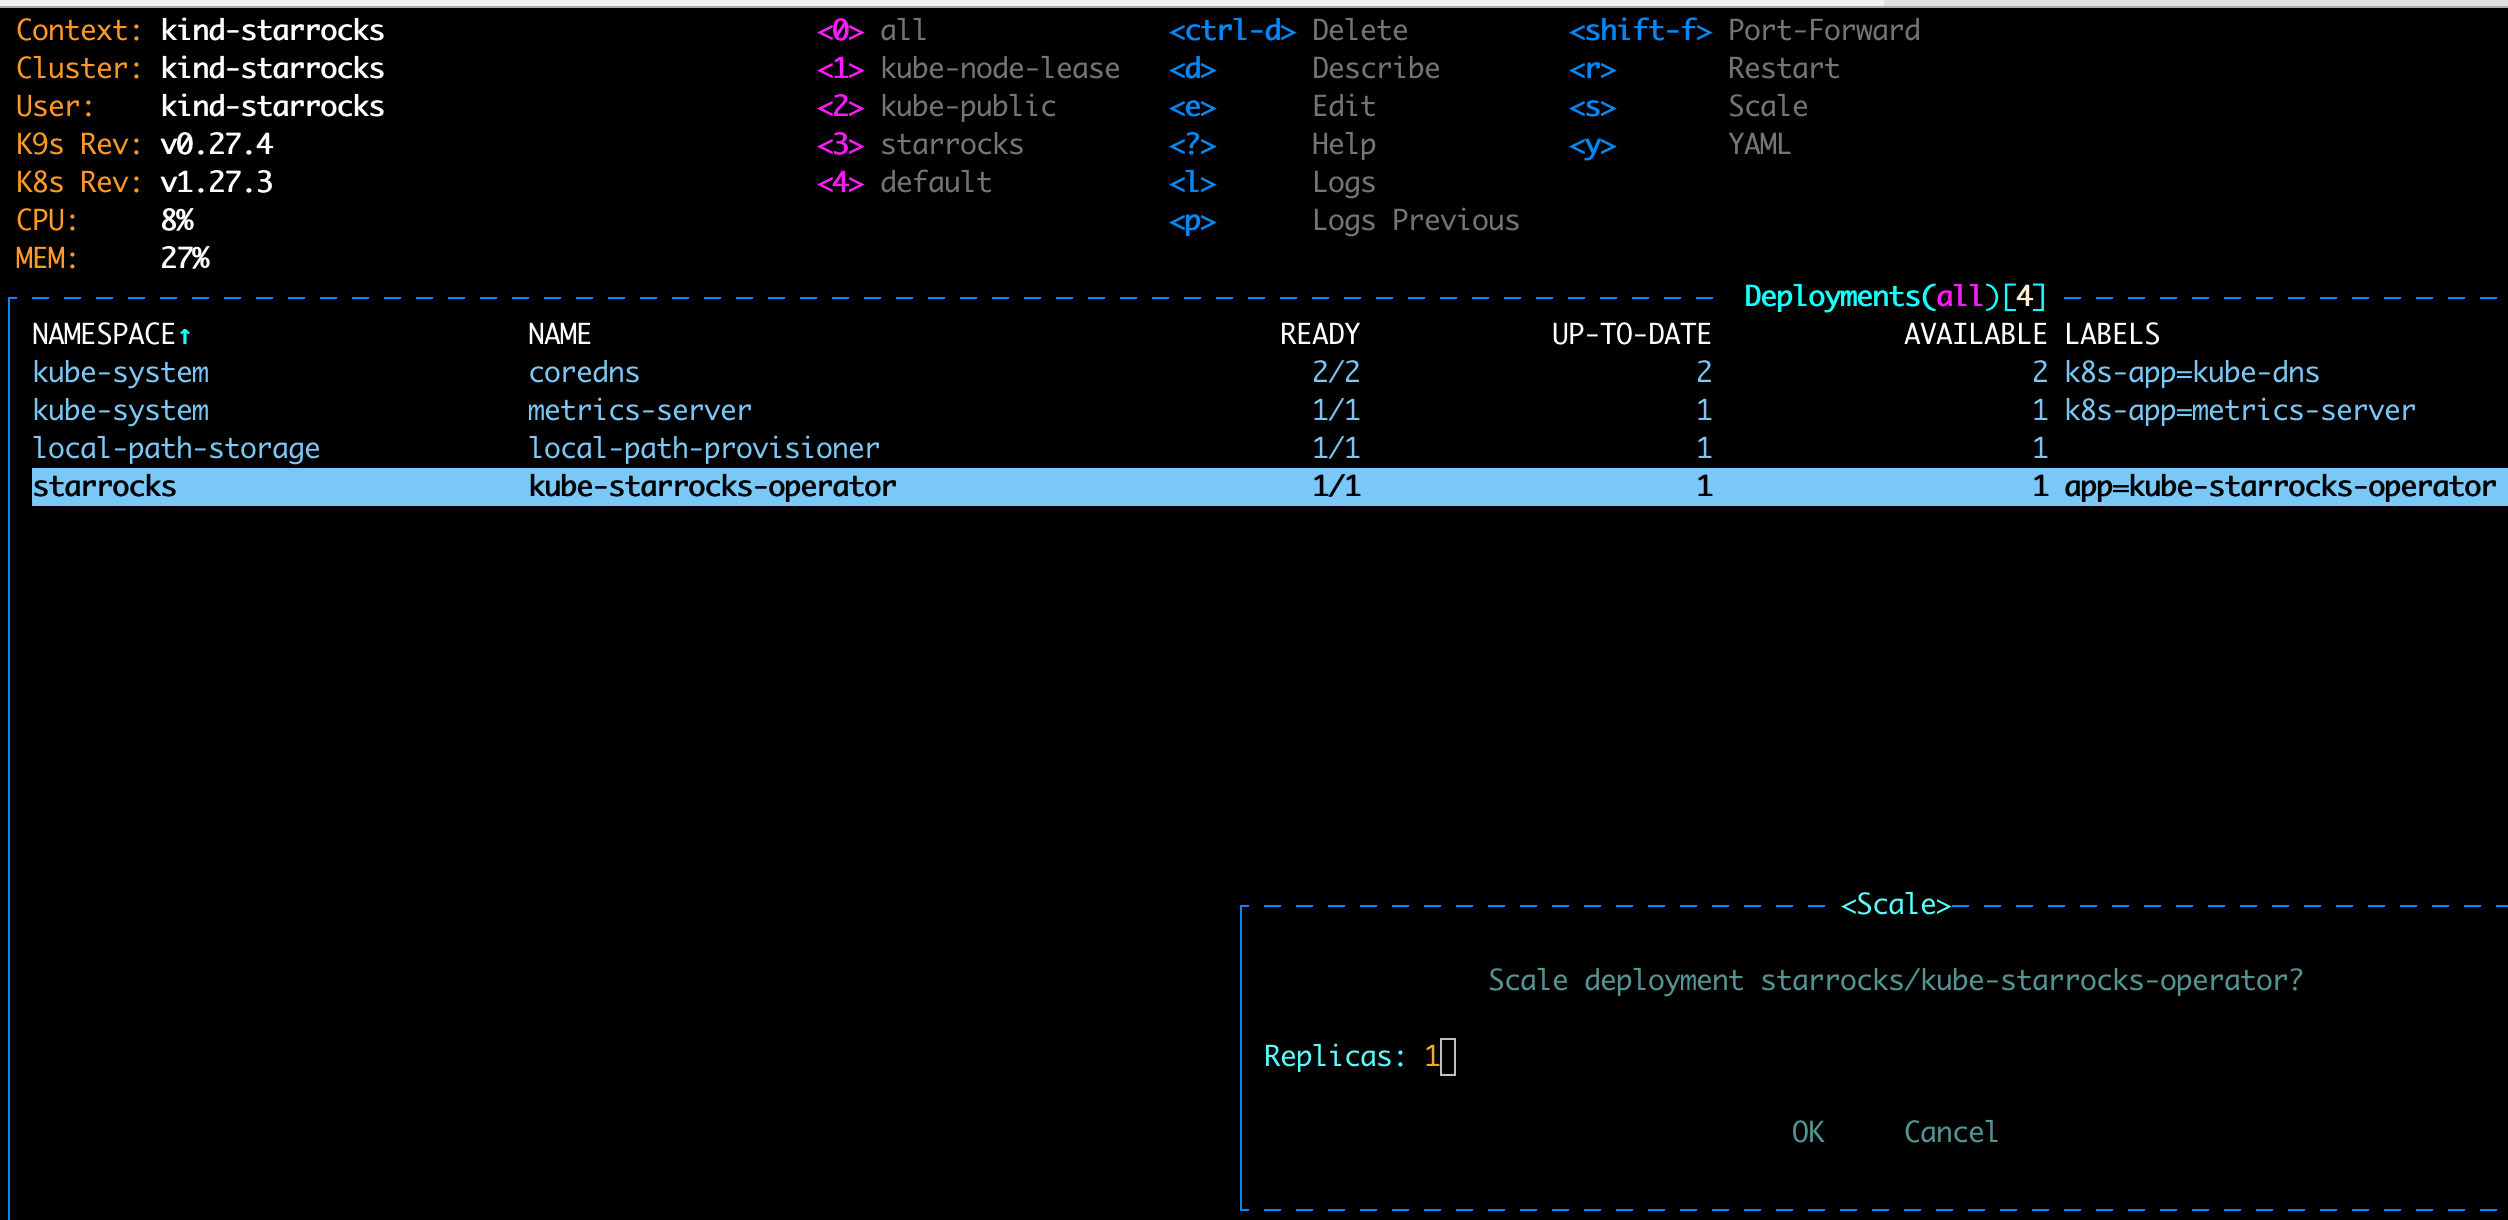 Context: kind-starrocks <0> all <ctrl-d> Delete <shift-f> Port-Forward
Cluster: kind-starrocks <1> kube-node-lease <d> Describe <r> Restart
User: kind-starrocks <2> kube-public <e> Edit <s> Scale
K9s Rev: v0.27.4 <3> starrocks <?> Help <y> YAML
K8s Rev: v1.27.3 <4> default <l> Logs
CPU: 8% <p> Logs Previous
MEM: 27%
Deployments(all)[4]
NAMESPACE↑ NAME READY UP-TO-DATE AVAILABLE LABELS
kube-system coredns 2/2 2 2 k8s-app=kube-dns
kube-system metrics-server 1/1 1 1 k8s-app=metrics-server
local-path-storage local-path-provisioner 1/1 1 1
starrocks kube-starrocks-operator 1/1 1 1 app=kube-starrocks-operator
<Scale>
Scale deployment starrocks/kube-starrocks-operator?
Replicas: 1
OK Cancel